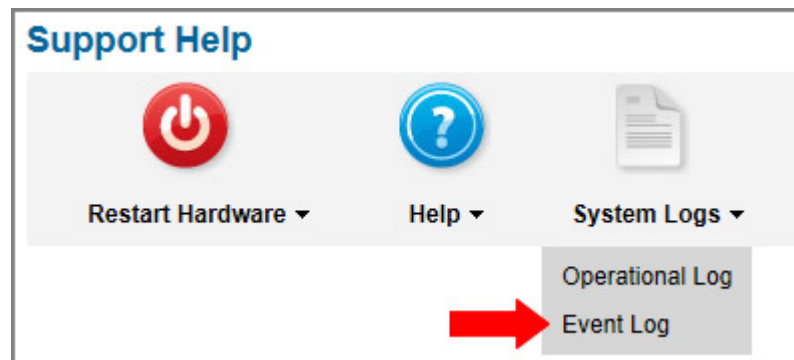 Support Help
?
Restart Hardware Help System Logs
Operational Log
Event Log